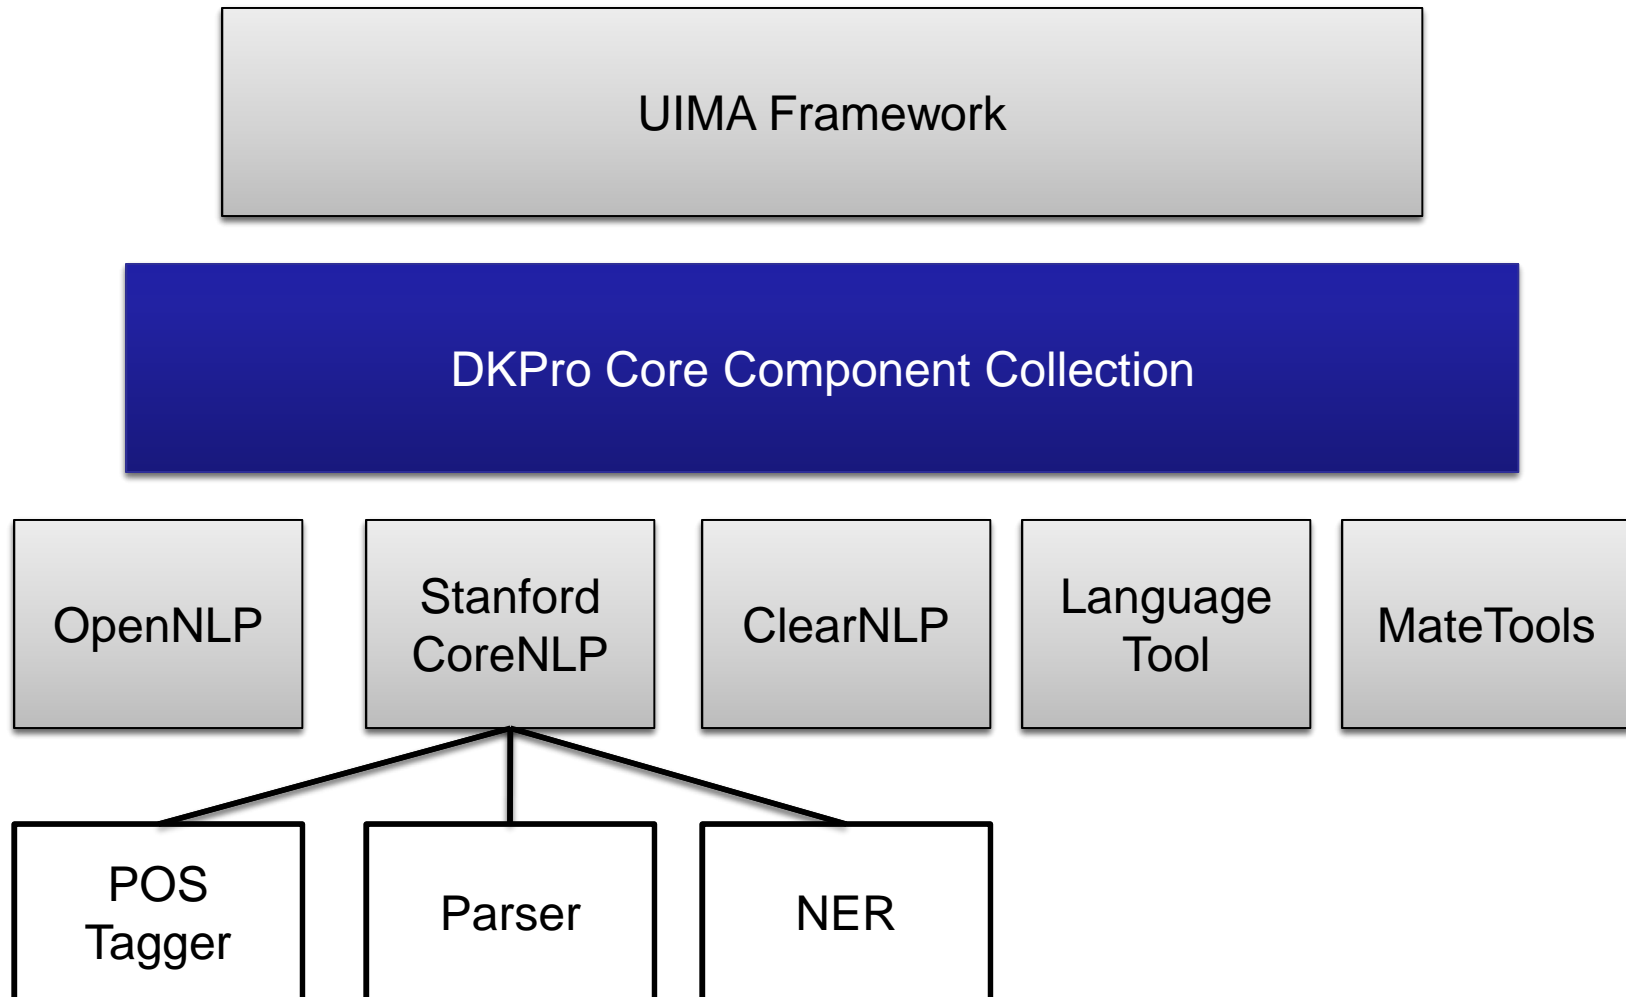 UIMA Framework
DKPro Core Component Collection
OpenNLP
Stanford
CoreNLP
ClearNLP
Language
Tool
MateTools
POS
Tagger
Parser
NER